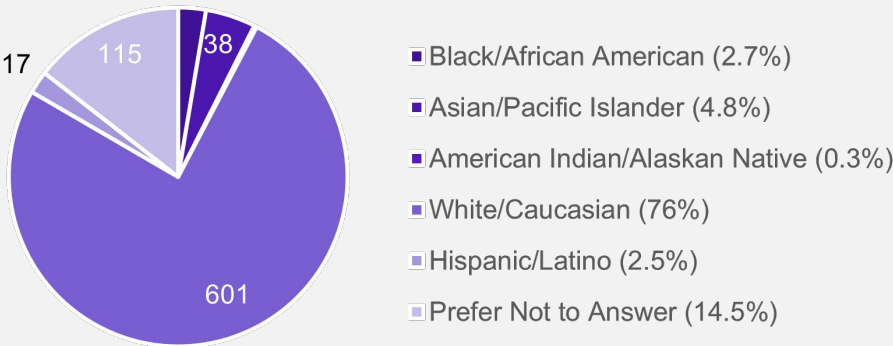 38
115
17
601
Black/African American (2.7%)
Asian/Pacific Islander (4.8%)
American Indian/Alaskan Native (0.3%)
White/Caucasian (76%)
Hispanic/Latino (2.5%)
Prefer Not to Answer (14.5%)